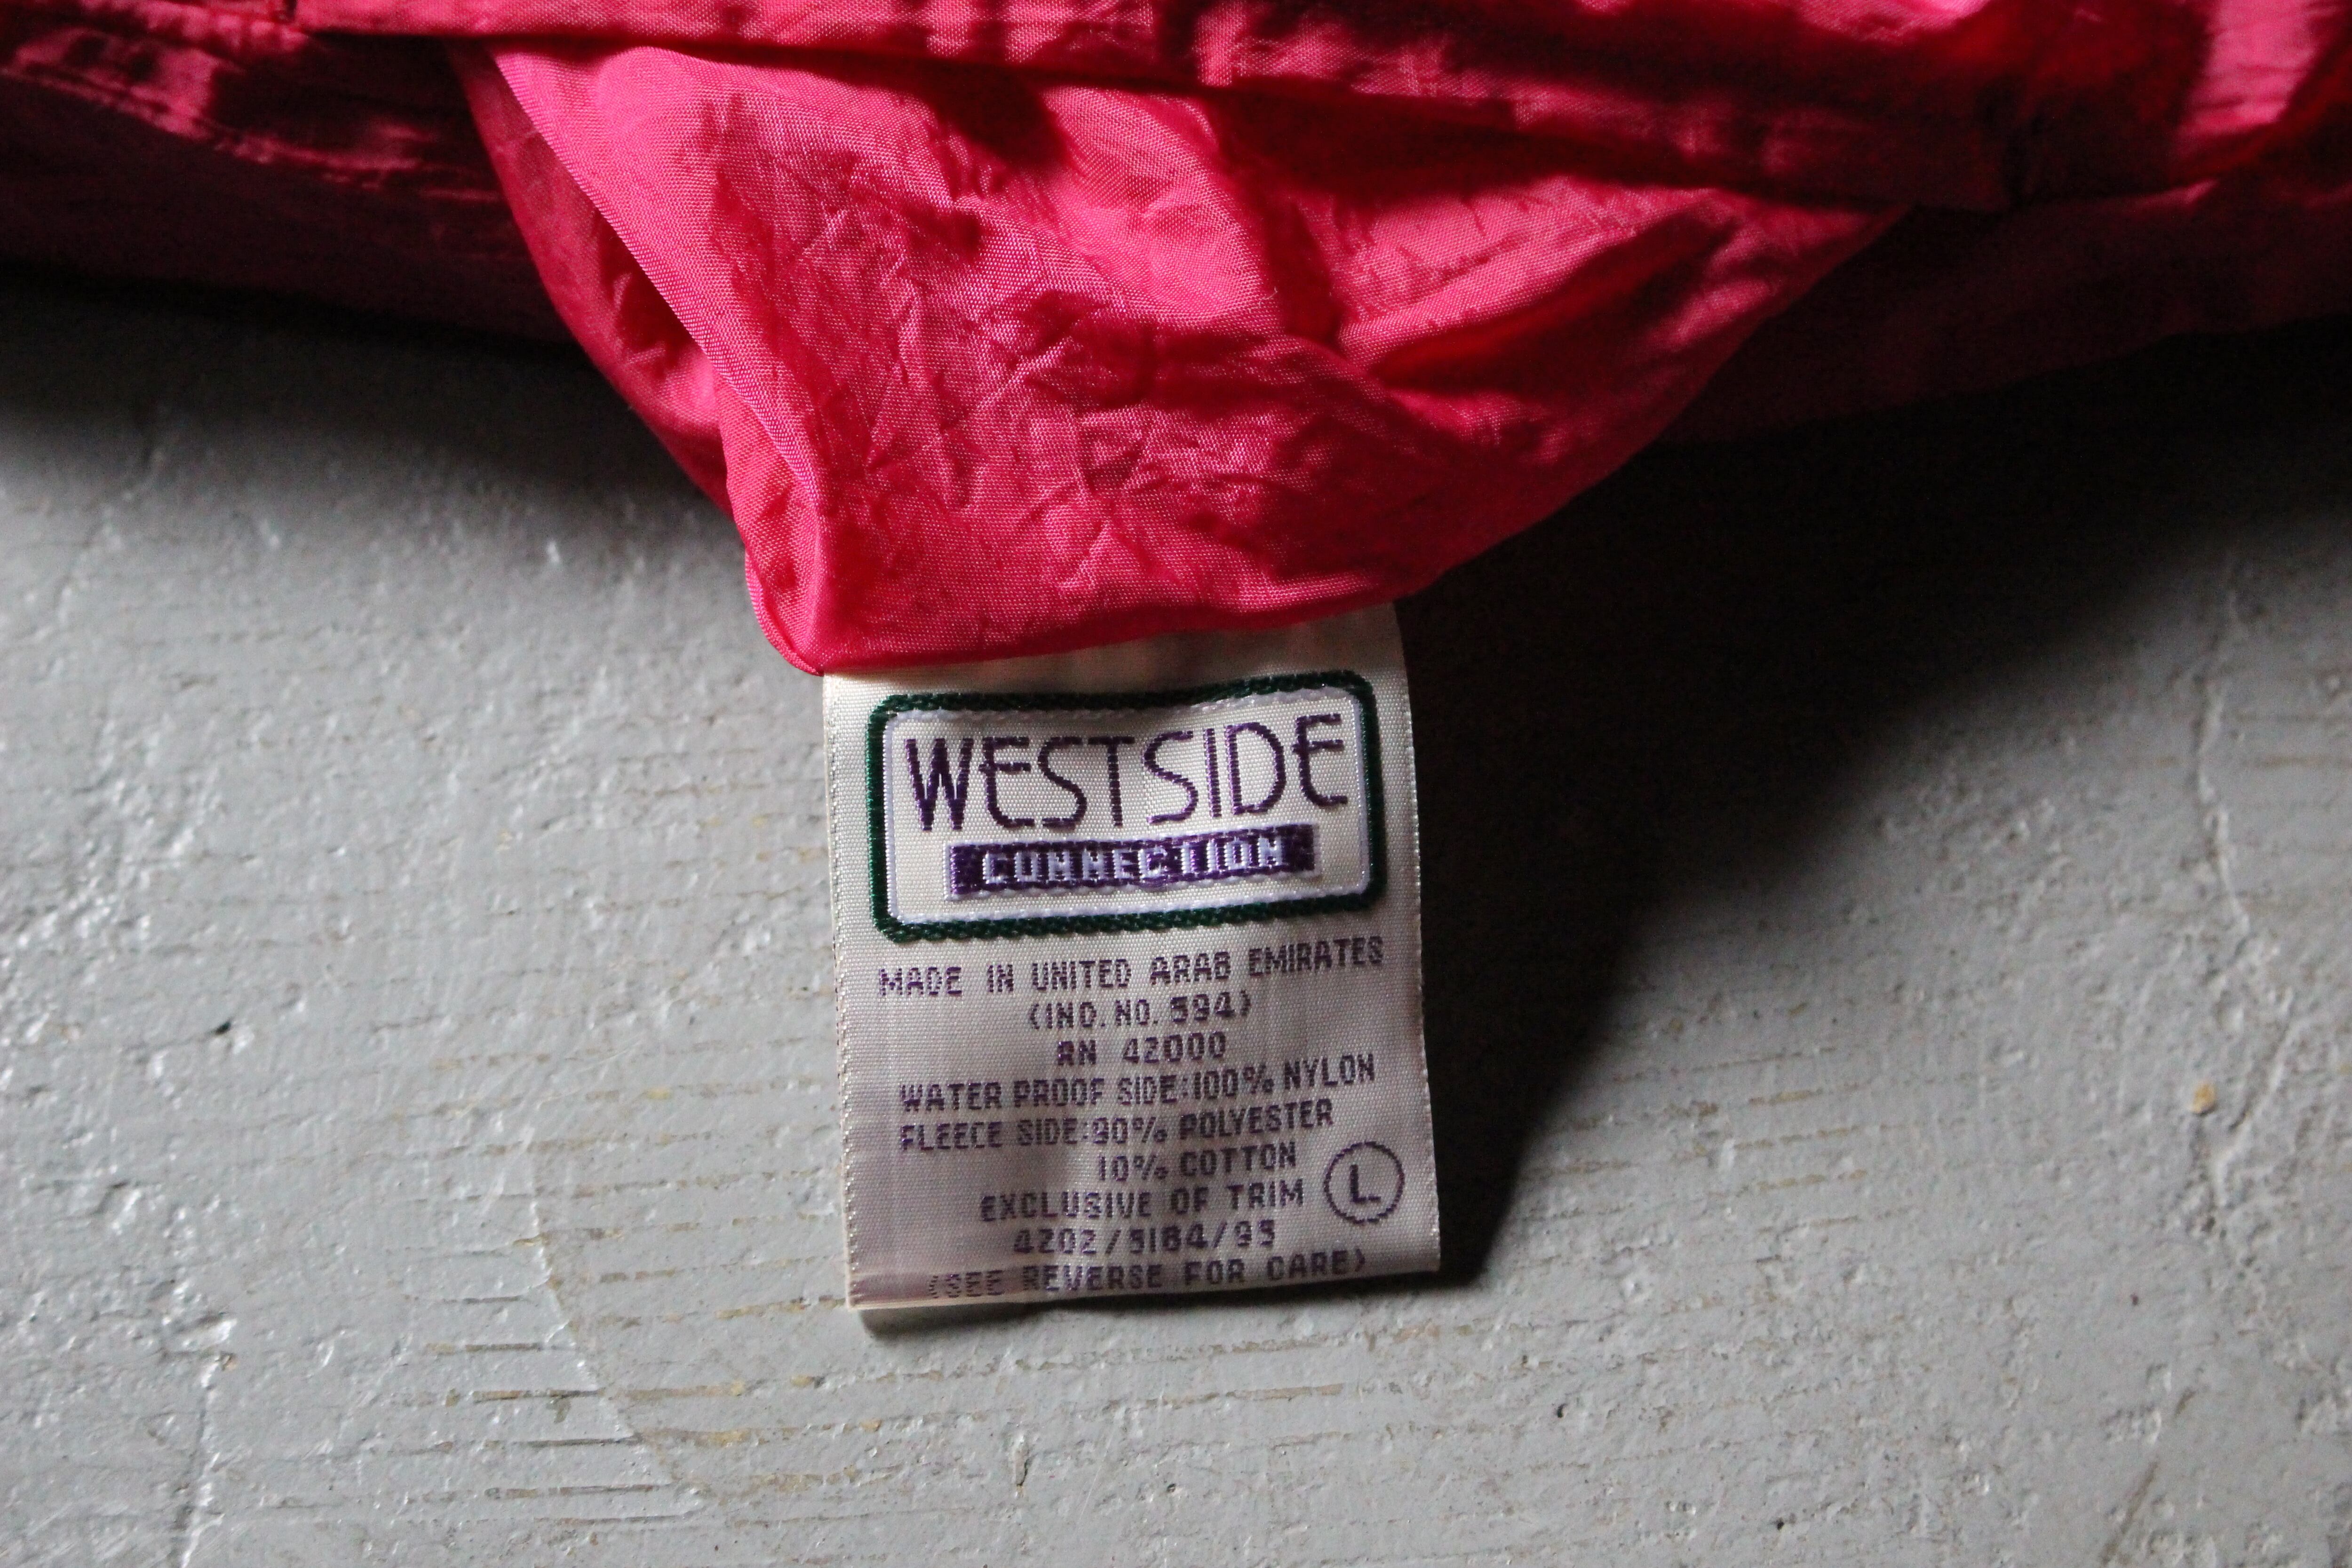 WESTSIDE
CONNECTION
MADE IN UNITED ARAB EMIRATES
(IND. NO. 594)
RN 42000
WATER PROOF SIDE:100% NYLON
FLEECE SIDE:90% POLYESTER
10% COTTON
EXCLUSIVE OF TRIM
L
4202/5184/95
(SEE REVERSE FOR CARE)